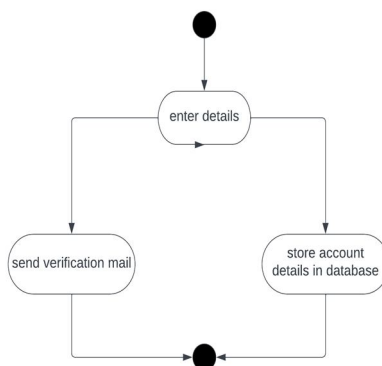 enter details
send verification mail
store account
details in database